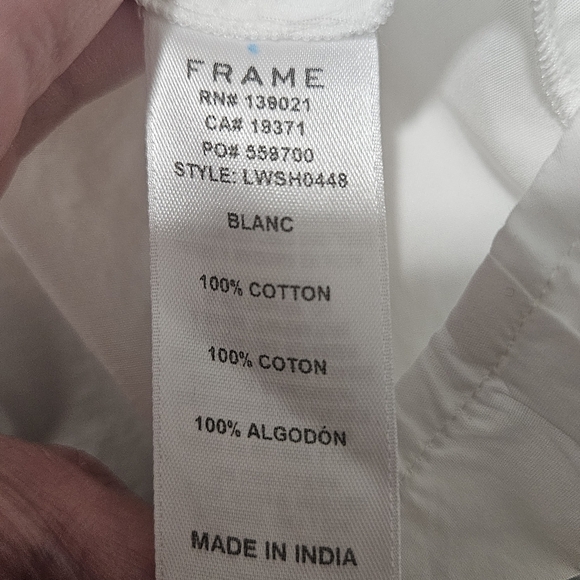 FRAME
RN# 139021
CA# 19371
PO# 559700
STYLE: LWSH0448
BLANC
100% COTTON
100% COTON
100% ALGODÓN
MADE IN INDIA